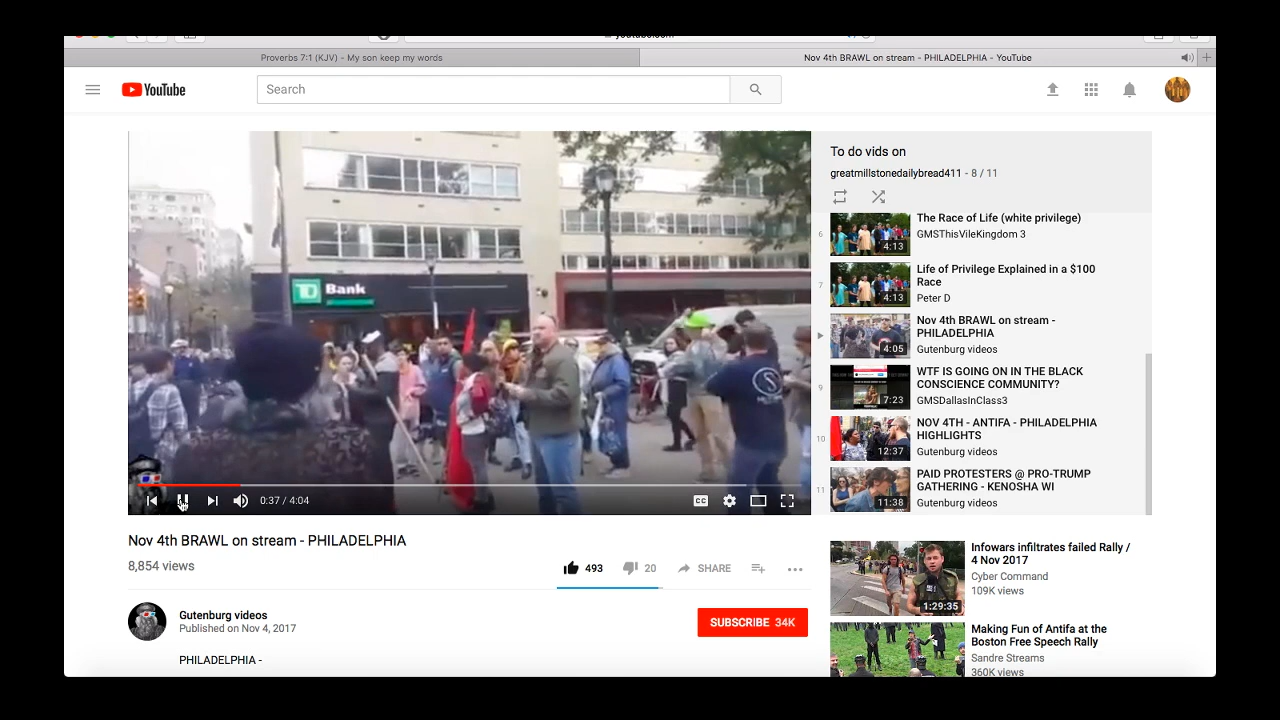 youtube.com
Proverbs 7:1 (KJV) - My son keep my words
Nov 4th BRAWL on stream - PHILADELPHIA - YouTube
YouTube
Search
TD Bank
0:37 / 4:04
CC
To do vids on
greatmillstonedailybread411 - 8 / 11
6
The Race of Life (white privilege)
GMSThisVileKingdom 3
4:13
7
Life of Privilege Explained in a $100
Race
Peter D
4:13
Nov 4th BRAWL on stream -
PHILADELPHIA
Gutenburg videos
4:05
9
WTF IS GOING ON IN THE BLACK
CONSCIENCE COMMUNITY?
GMSDallasInClass3
7:23
10
NOV 4TH - ANTIFA - PHILADELPHIA
HIGHLIGHTS
Gutenburg videos
12:37
11
PAID PROTESTERS @ PRO-TRUMP
GATHERING - KENOSHA WI
Gutenburg videos
11:38
Nov 4th BRAWL on stream - PHILADELPHIA
8,854 views
493
20
SHARE
Gutenburg videos
Published on Nov 4, 2017
SUBSCRIBE 34K
PHILADELPHIA -
Infowars infiltrates failed Rally /
4 Nov 2017
Cyber Command
109K views
1:29:35
Making Fun of Antifa at the
Boston Free Speech Rally
Sandre Streams
360K views